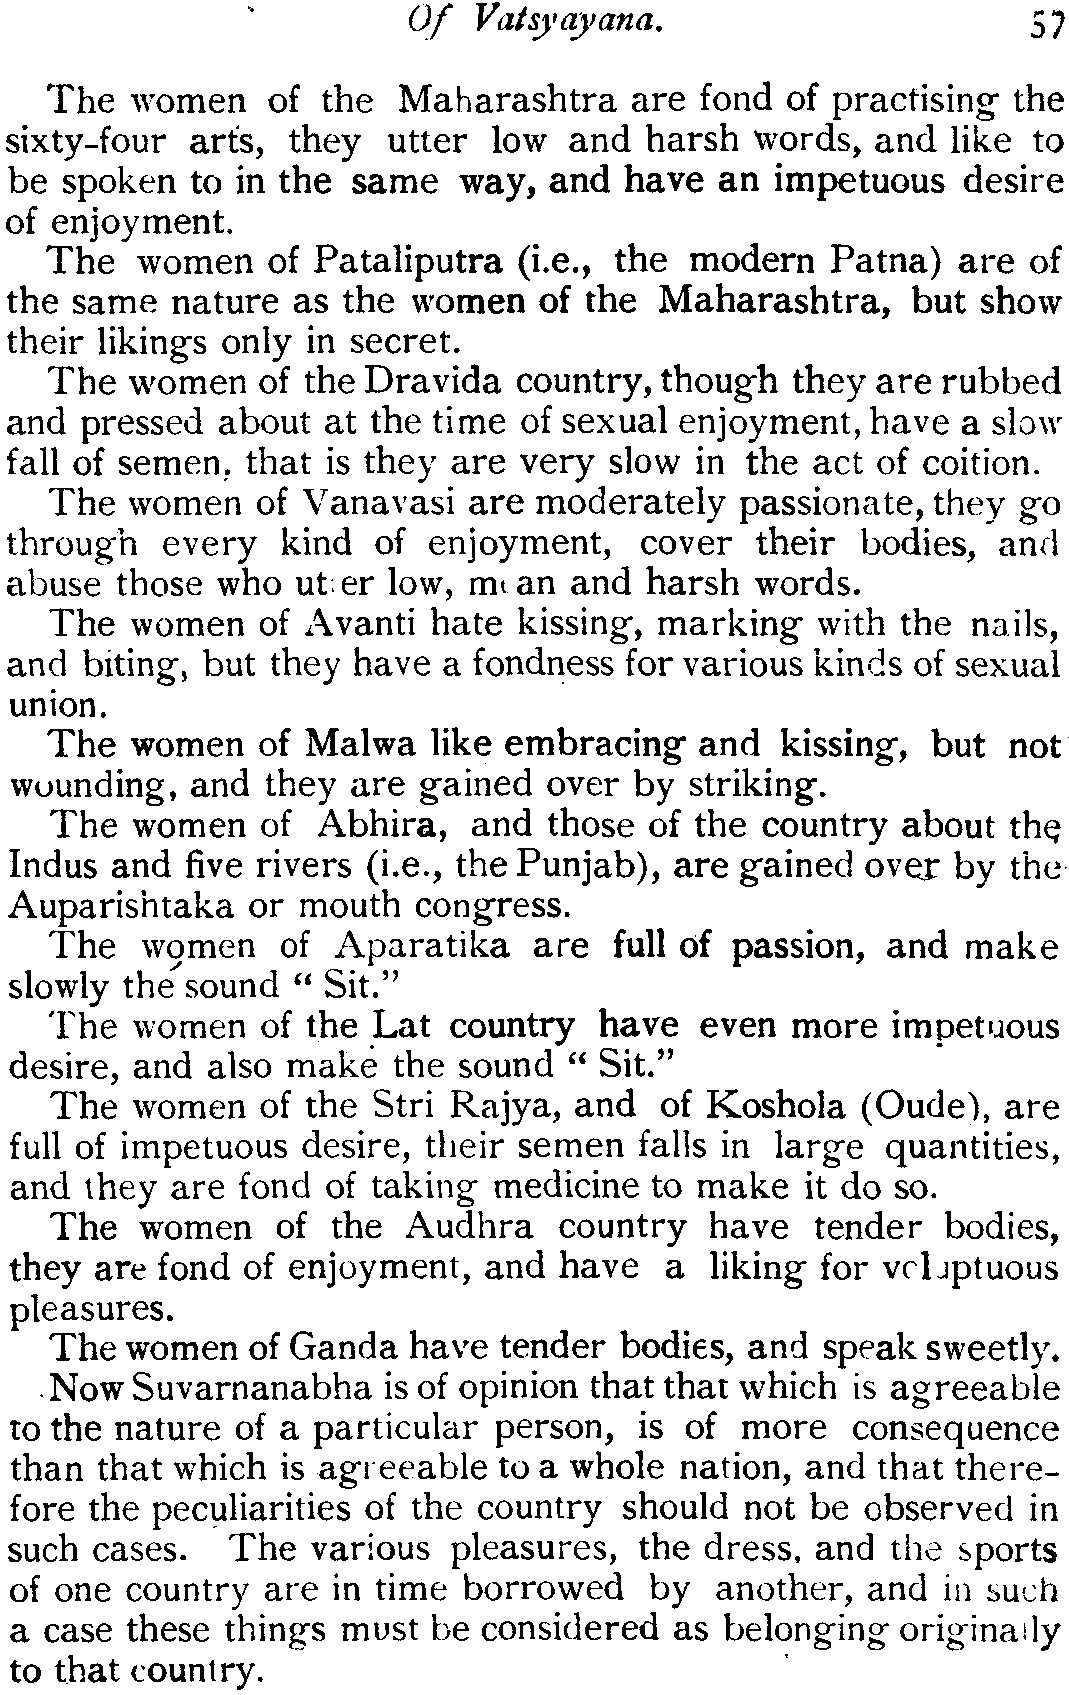 Of Vatsyayana. 57
The women of the Maharashtra are fond of practising the
sixty-four arts, they utter low and harsh words, and like to
be spoken to in the same way, and have an impetuous desire
of enjoyment.
The women of Pataliputra (i.e., the modern Patna) are of
the same nature as the women of the Maharashtra, but show
their likings only in secret.
The women of the Dravida country, though they are rubbed
and pressed about at the time of sexual enjoyment, have a slow
fall of semen, that is they are very slow in the act of coition.
The women of Vanavasi are moderately passionate, they go
through every kind of enjoyment, cover their bodies, and
abuse those who utter low, mean and harsh words.
The women of Avanti hate kissing, marking with the nails,
and biting, but they have a fondness for various kinds of sexual
union.
The women of Malwa like embracing and kissing, but not
wounding, and they are gained over by striking.
The women of Abhira, and those of the country about the
Indus and five rivers (i.e., the Punjab), are gained over by the
Auparishtaka or mouth congress.
The women of Aparatika are full of passion, and make
slowly the sound “ Sit.”
The women of the Lat country have even more impetuous
desire, and also make the sound “ Sit.”
The women of the Stri Rajya, and of Koshola (Oude), are
full of impetuous desire, their semen falls in large quantities,
and they are fond of taking medicine to make it do so.
The women of the Audhra country have tender bodies,
they are fond of enjoyment, and have a liking for voluptuous
pleasures.
The women of Ganda have tender bodies, and speak sweetly.
Now Suvarnanabha is of opinion that that which is agreeable
to the nature of a particular person, is of more consequence
than that which is agreeable to a whole nation, and that there-
fore the peculiarities of the country should not be observed in
such cases. The various pleasures, the dress, and the sports
of one country are in time borrowed by another, and in such
a case these things must be considered as belonging originally
to that country.